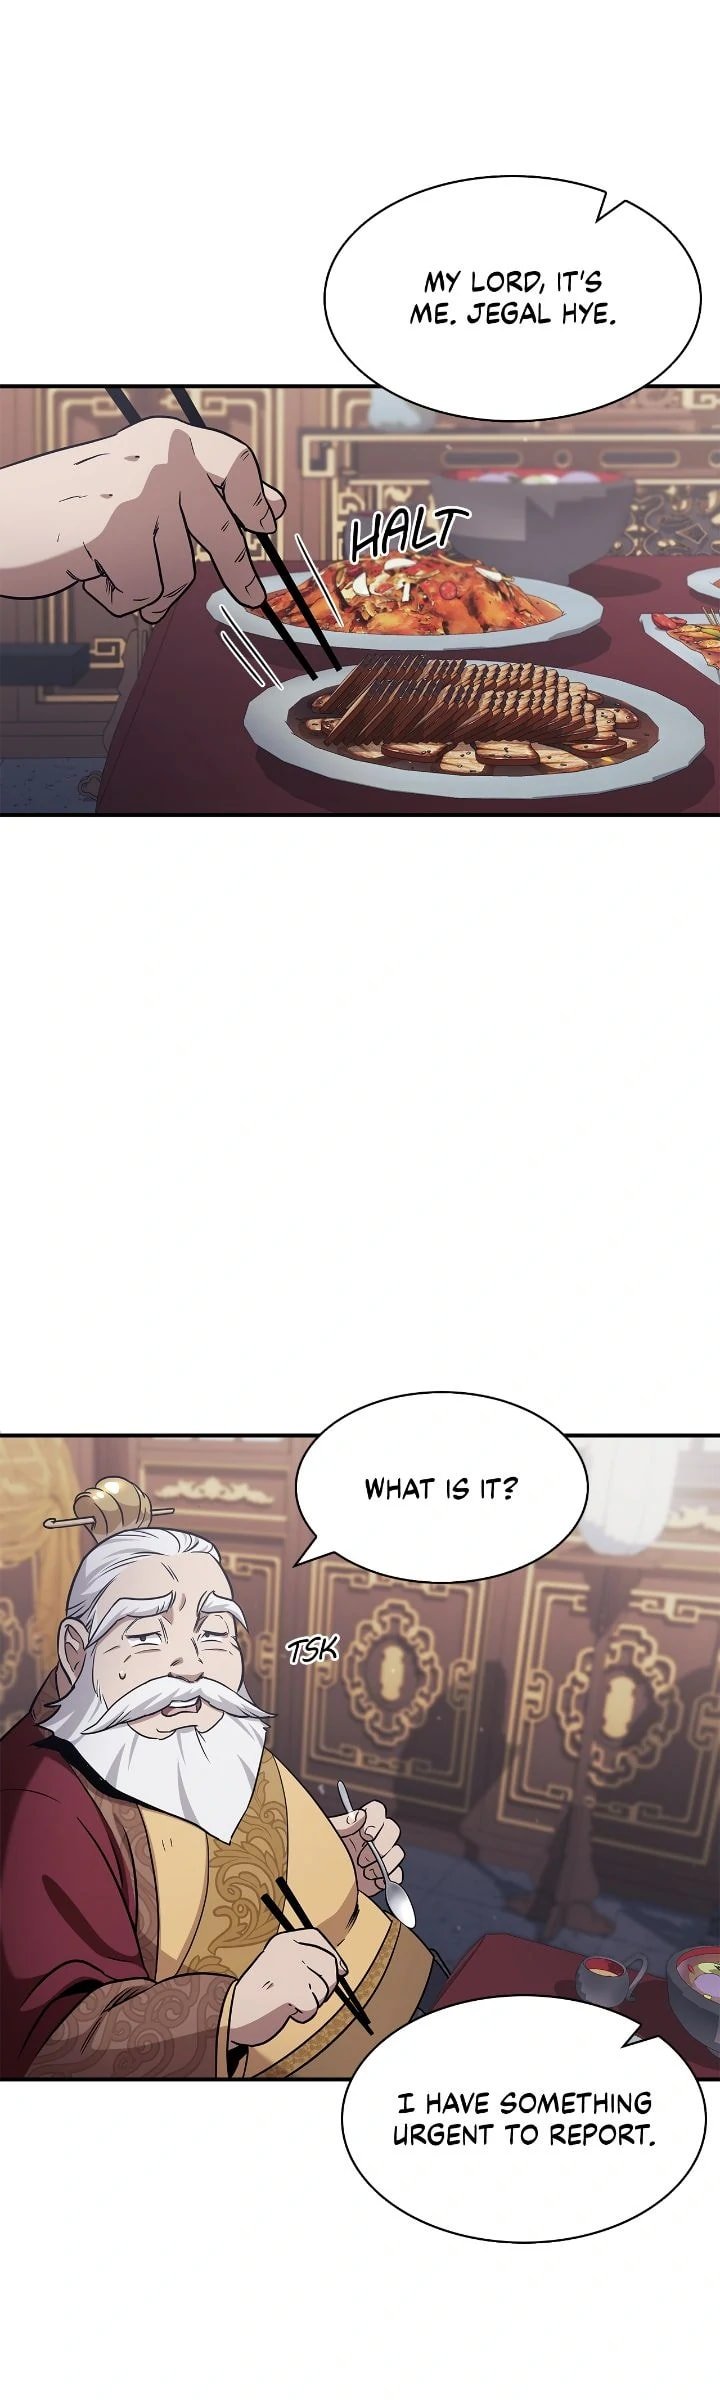 MY LORD, IT'S
ME. JEGAL HYE.
HALT
WHAT IS IT?
TSK
I HAVE SOMETHING
URGENT TO REPORT.